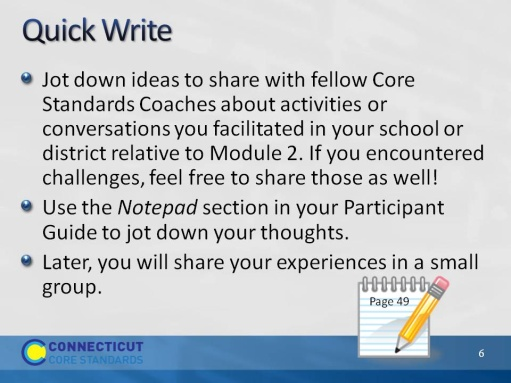 Quick Write
Jot down ideas to share with fellow Core
Standards Coaches about activities or
conversations you facilitated in your school or
district relative to Module 2. If you encountered
challenges, feel free to share those as well!
Use the Notepad section in your Participant
Guide to jot down your thoughts.
Later, you will share your experiences in a small
group.
Page 49
CONNECTICUT
CORE STANDARDS
6